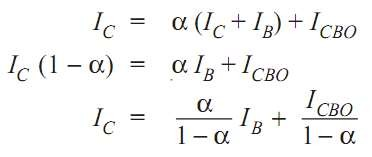 I_C = α (I_C + I_B) + I_CBO
I_C (1 − α) = α I_B + I_CBO
I_C = α/(1 − α) I_B + I_CBO/(1 − α)